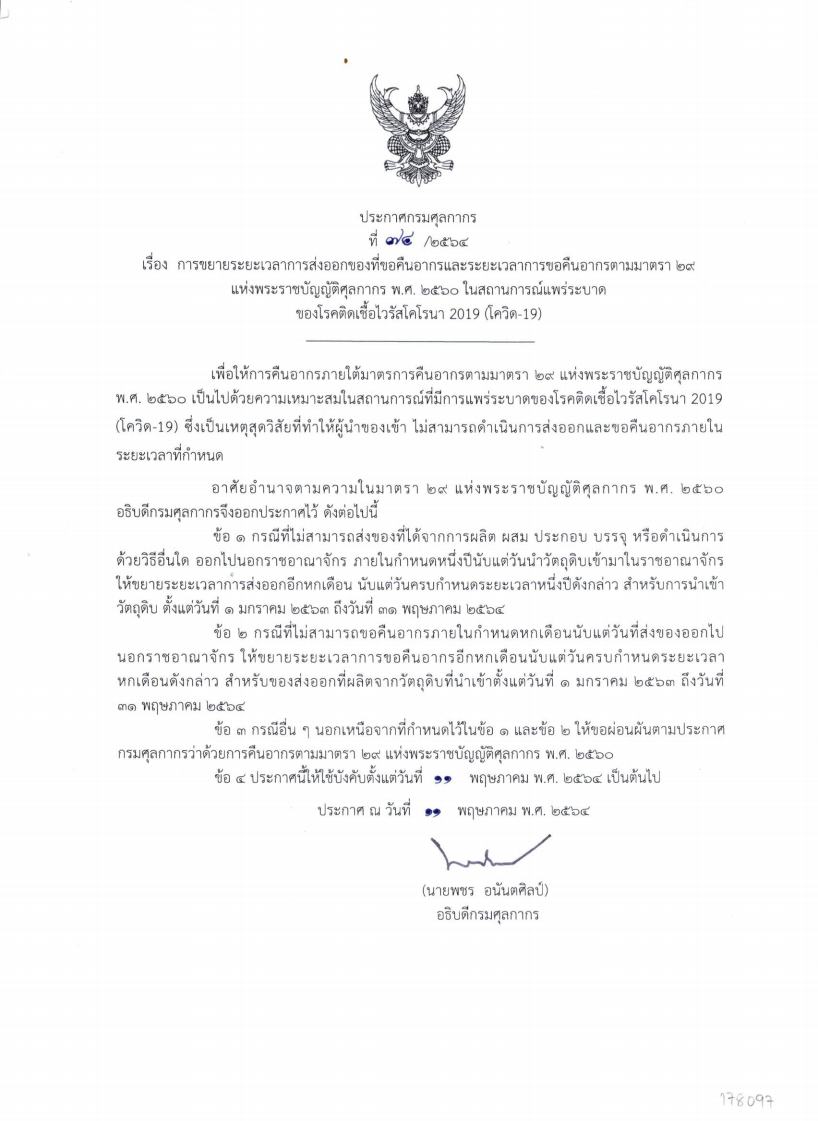 ประกาศกรมศุลกากร
ที่ ๗๔ /๒๕๖๔
เรื่อง การขยายระยะเวลาการส่งออกของที่ขอคืนอากรและระยะเวลาการขอคืนอากรตามมาตรา ๒๙
แห่งพระราชบัญญัติศุลกากร พ.ศ. ๒๕๖๐ ในสถานการณ์แพร่ระบาด
ของโรคติดเชื้อไวรัสโคโรนา 2019 (โควิด-19)
เพื่อให้การคืนอากรภายใต้มาตรการคืนอากรตามมาตรา ๒๙ แห่งพระราชบัญญัติศุลกากร
พ.ศ. ๒๕๖๐ เป็นไปด้วยความเหมาะสมในสถานการณ์ที่มีการแพร่ระบาดของโรคติดเชื้อไวรัสโคโรนา 2019
(โควิด-19) ซึ่งเป็นเหตุสุดวิสัยที่ทำให้ผู้นำของเข้า ไม่สามารถดำเนินการส่งออกและขอคืนอากรภายใน
ระยะเวลาที่กำหนด
อาศัยอำนาจตามความในมาตรา ๒๙ แห่งพระราชบัญญัติศุลกากร พ.ศ. ๒๕๖๐
อธิบดีกรมศุลกากรจึงออกประกาศไว้ ดังต่อไปนี้
ข้อ ๑ กรณีที่ไม่สามารถส่งของที่ได้จากการผลิต ผสม ประกอบ บรรจุ หรือดำเนินการ
ด้วยวิธีอื่นใด ออกไปนอกราชอาณาจักร ภายในกำหนดหนึ่งปีนับแต่วันนำวัตถุดิบเข้ามาในราชอาณาจักร
ให้ขยายระยะเวลาการส่งออกอีกหกเดือน นับแต่วันครบกำหนดระยะเวลาหนึ่งปีดังกล่าว สำหรับการนำเข้า
วัตถุดิบ ตั้งแต่วันที่ ๑ มกราคม ๒๕๖๓ ถึงวันที่ ๓๑ พฤษภาคม ๒๕๖๔
ข้อ ๒ กรณีที่ไม่สามารถขอคืนอากรภายในกำหนดหกเดือนนับแต่วันที่ส่งของออกไป
นอกราชอาณาจักร ให้ขยายระยะเวลาการขอคืนอากรอีกหกเดือนนับแต่วันครบกำหนดระยะเวลา
หกเดือนดังกล่าว สำหรับของส่งออกที่ผลิตจากวัตถุดิบที่นำเข้าตั้งแต่วันที่ ๑ มกราคม ๒๕๖๓ ถึงวันที่
๓๑ พฤษภาคม ๒๕๖๔
ข้อ ๓ กรณีอื่น ๆ นอกเหนือจากที่กำหนดไว้ในข้อ ๑ และข้อ ๒ ให้ขอผ่อนผันตามประกาศ
กรมศุลกากรว่าด้วยการคืนอากรตามมาตรา ๒๙ แห่งพระราชบัญญัติศุลกากร พ.ศ. ๒๕๖๐
ข้อ ๔ ประกาศนี้ให้ใช้บังคับตั้งแต่วันที่ ๑๑ พฤษภาคม พ.ศ. ๒๕๖๔ เป็นต้นไป
ประกาศ ณ วันที่ ๑๑ พฤษภาคม พ.ศ. ๒๕๖๔
(นายพชร อนันตศิลป์)
อธิบดีกรมศุลกากร
178097